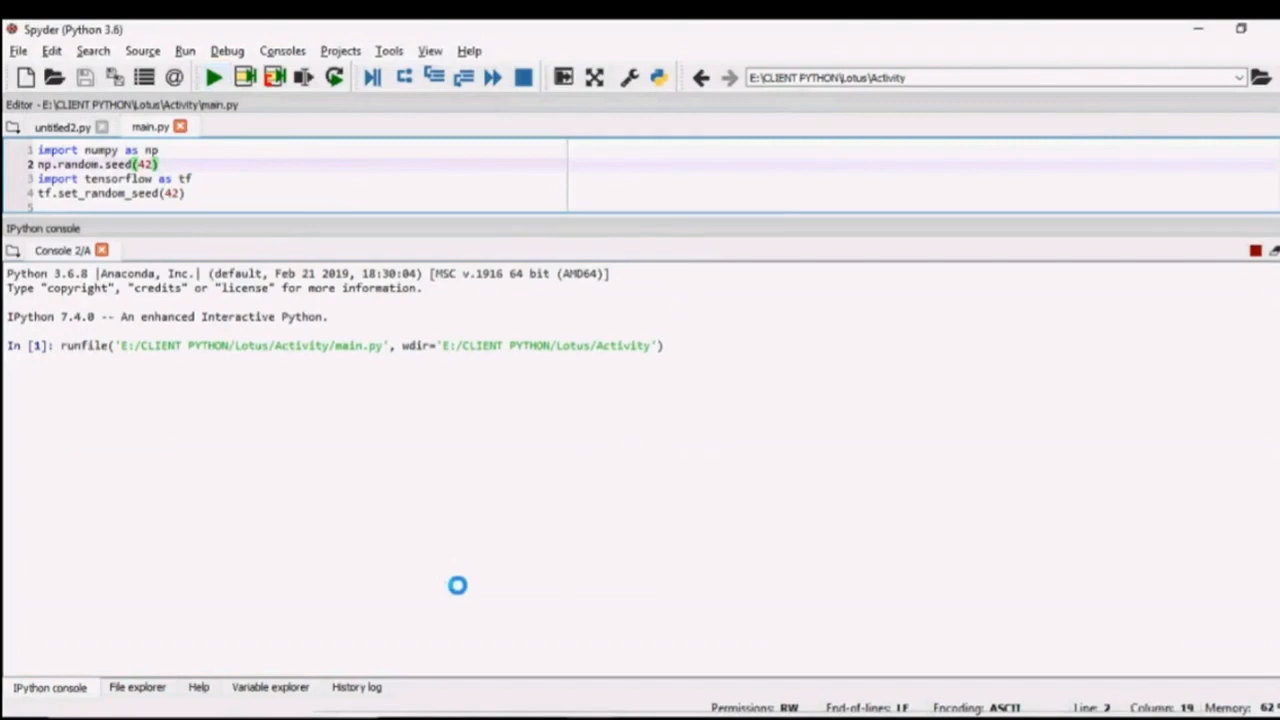 Spyder (Python 3.6)
File Edit Search Source Run Debug Consoles Projects Tools View Help
E:\CLIENT PYTHON\Lotus\Activity
Editor - E:\CLIENT PYTHON\Lotus\Activity\main.py
untitled2.py main.py
1 import numpy as np
2 np.random.seed(42)
3 import tensorflow as tf
4 tf.set_random_seed(42)
5
IPython console
Console 2/A
Python 3.6.8 |Anaconda, Inc.| (default, Feb 21 2019, 18:30:04) [MSC v.1916 64 bit (AMD64)]
Type "copyright", "credits" or "license" for more information.
IPython 7.4.0 -- An enhanced Interactive Python.
In [1]: runfile('E:/CLIENT PYTHON/Lotus/Activity/main.py', wdir='E:/CLIENT PYTHON/Lotus/Activity')
IPython console File explorer Help Variable explorer History log
Permissions: RW End-of-lines: LF Encoding: ASCII Line: 2 Column: 19 Memory: 62